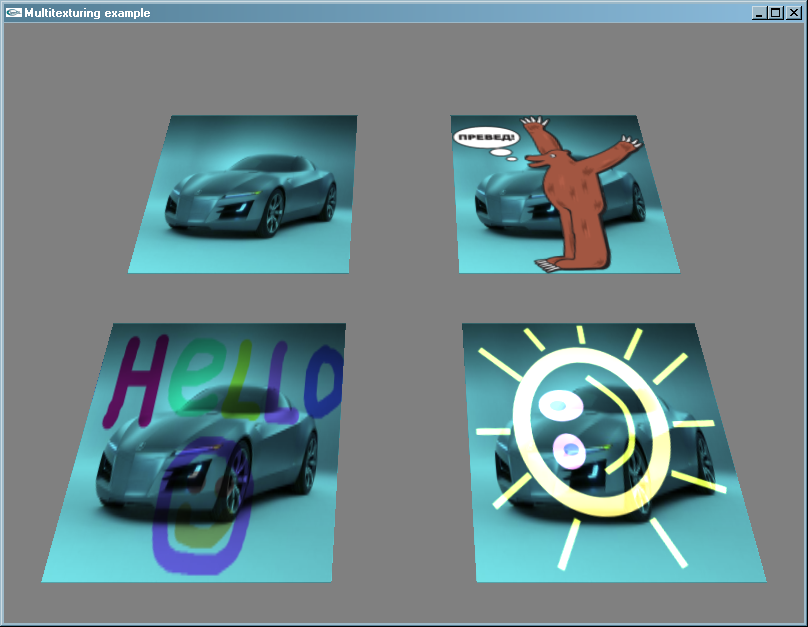 Multitexturing example
ПРЕВЕД!
HeLLO